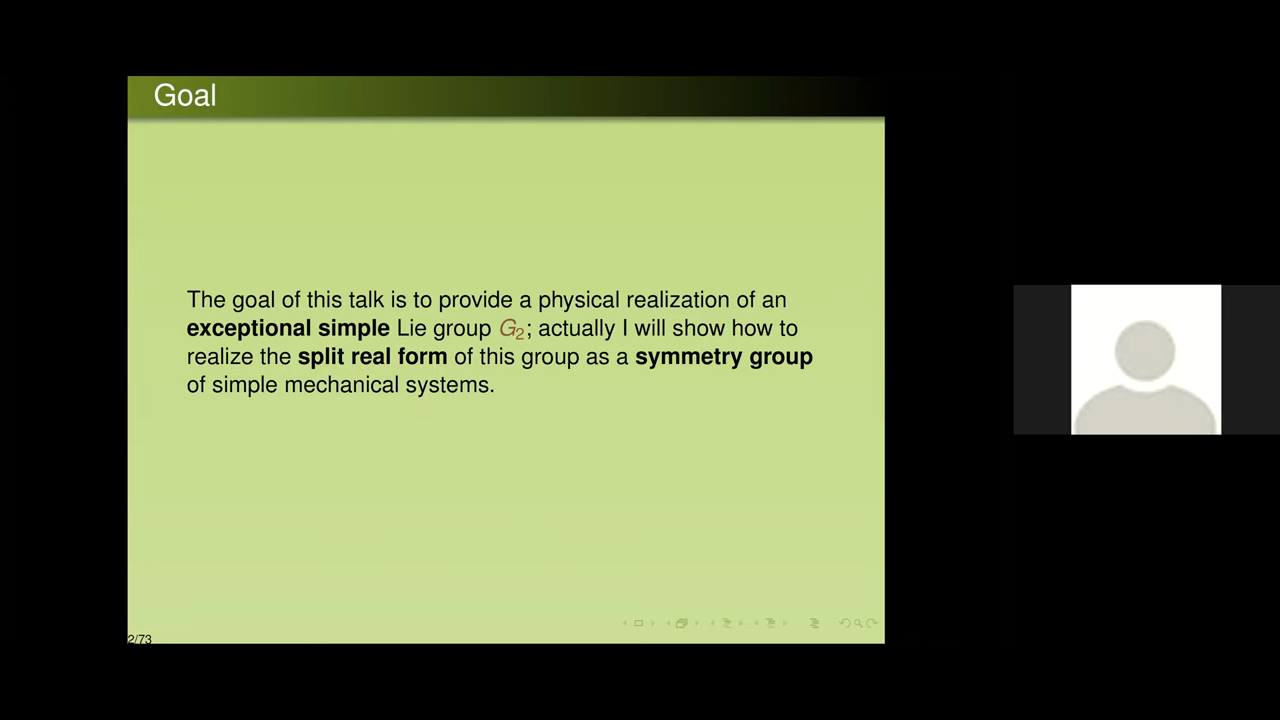 Goal
The goal of this talk is to provide a physical realization of an
exceptional simple Lie group G₂; actually I will show how to
realize the split real form of this group as a symmetry group
of simple mechanical systems.
2/73